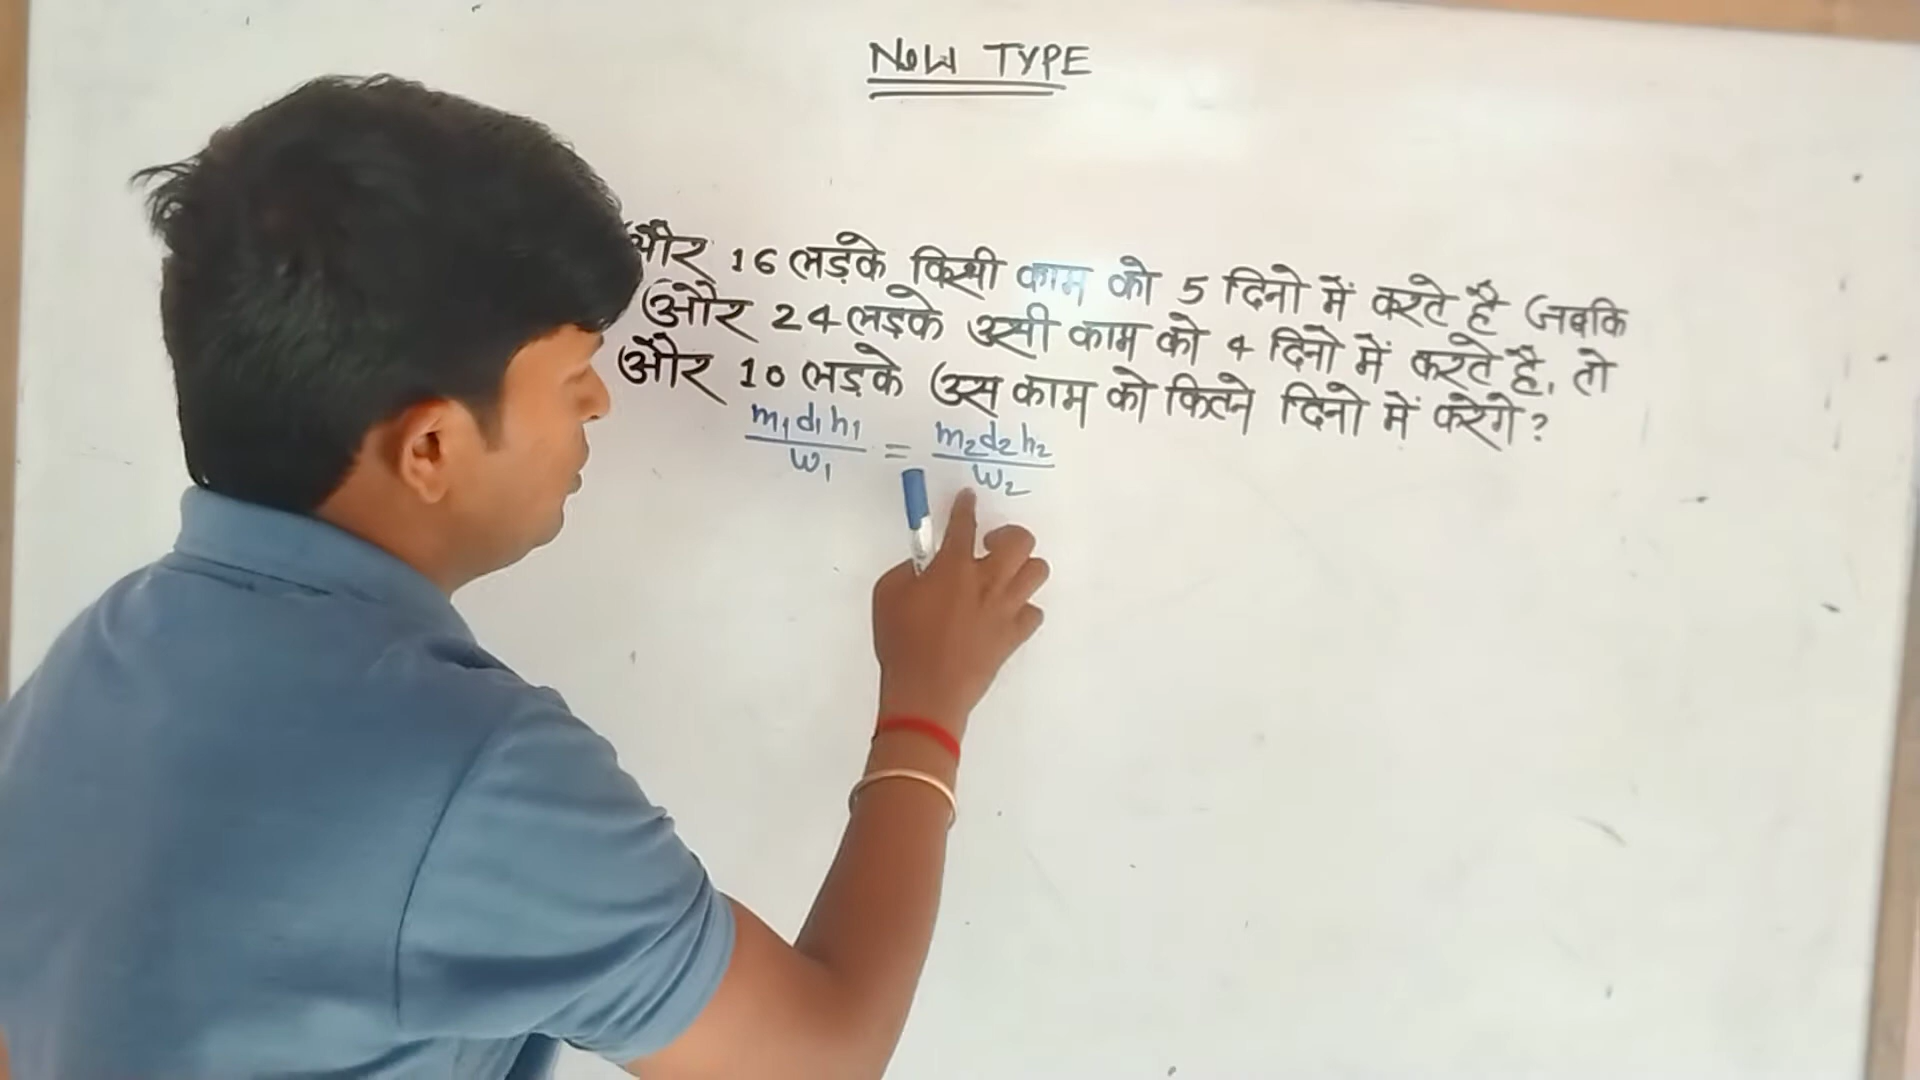 NEW TYPE
और 16 लड़के किसी काम को 5 दिनो में करते है जबकि
और 24 लड़के उसी काम को 4 दिनो में करते है, तो
और 10 लड़के उस काम को कितने दिनो में करेगे?
m₁d₁h₁/w₁ = m₂d₂h₂/w₂